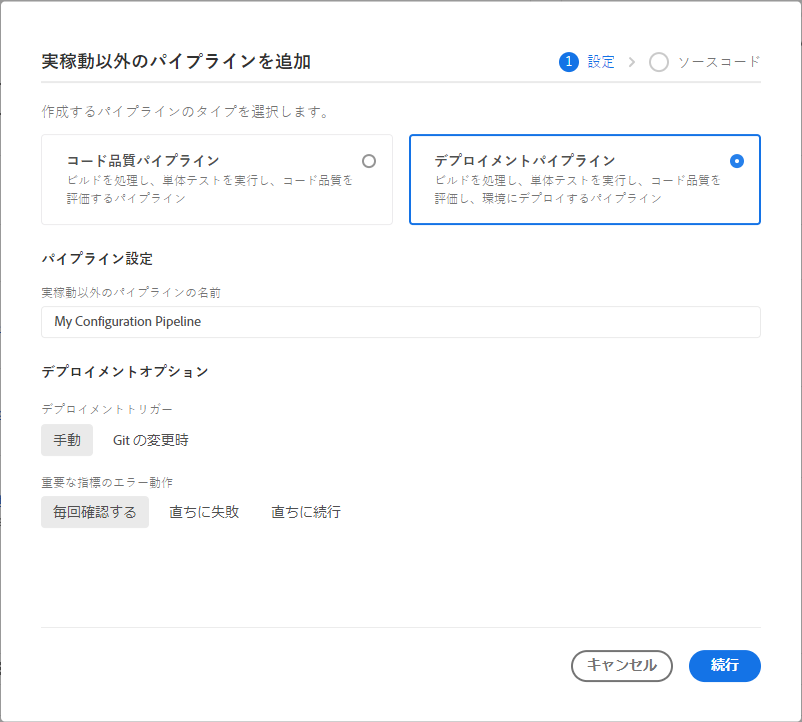 実稼動以外のパイプラインを追加
1 設定 > ソースコード
作成するパイプラインのタイプを選択します。
コード品質パイプライン
ビルドを処理し、単体テストを実行し、コード品質を
評価するパイプライン
デプロイメントパイプライン
ビルドを処理し、単体テストを実行し、コード品質を
評価し、環境にデプロイするパイプライン
パイプライン設定
実稼動以外のパイプラインの名前
My Configuration Pipeline
デプロイメントオプション
デプロイメントトリガー
手動 Git の変更時
重要な指標のエラー動作
毎回確認する 直ちに失敗 直ちに続行
キャンセル 続行